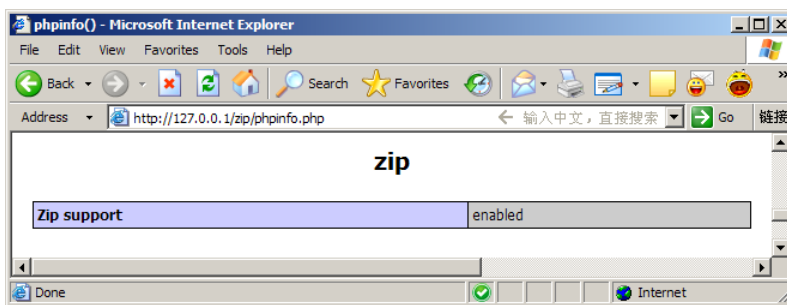 phpinfo() - Microsoft Internet Explorer
File Edit View Favorites Tools Help
Back Search Favorites »
Address http://127.0.0.1/zip/phpinfo.php ← 输入中文，直接搜索 Go 链接
zip
Zip support enabled
Done Internet